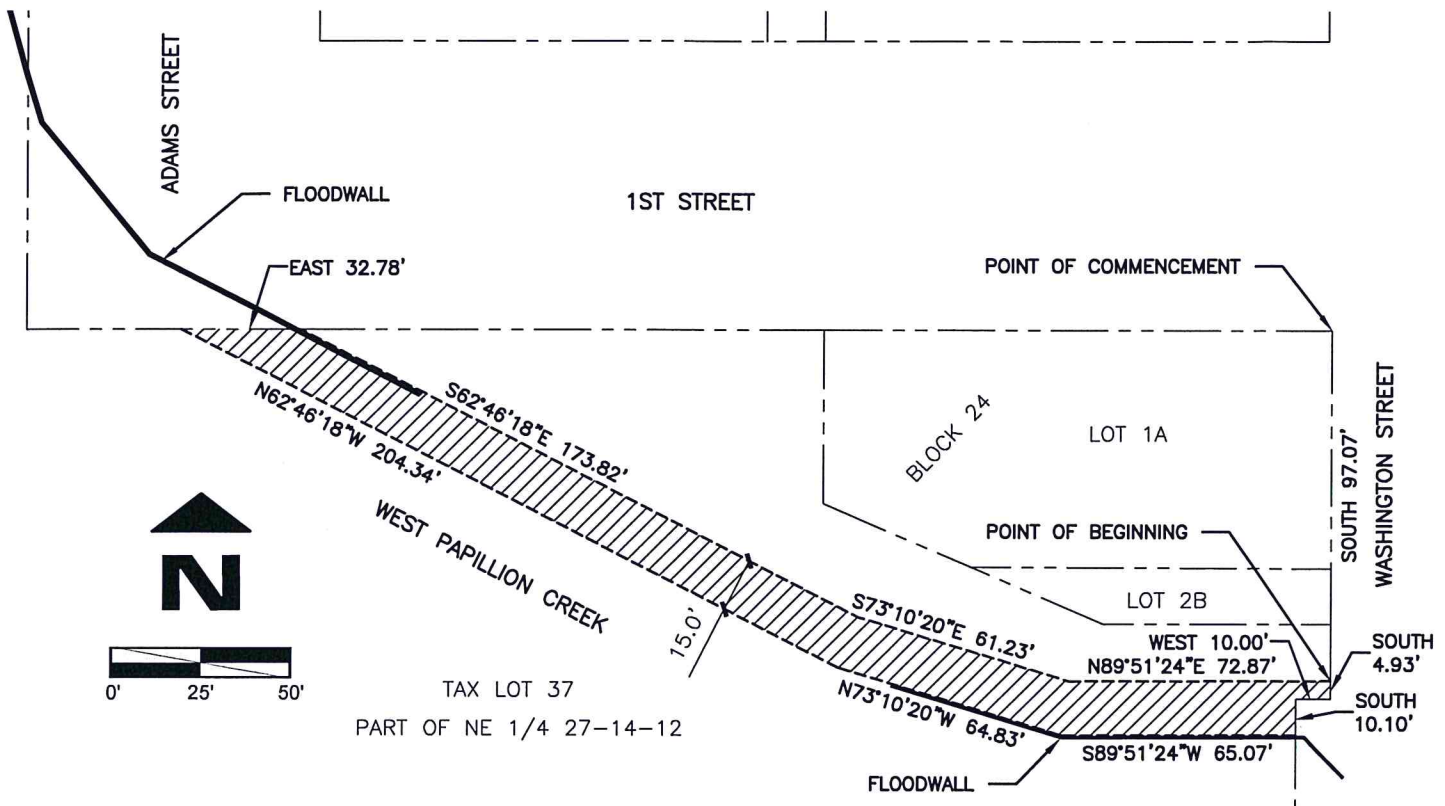 ADAMS STREET
FLOODWALL
1ST STREET
EAST 32.78'
POINT OF COMMENCEMENT
S62°46'18"E 173.82'
N62°46'18"W 204.34'
WEST PAPILLION CREEK
BLOCK 24
LOT 1A
SOUTH 97.07'
WASHINGTON STREET
POINT OF BEGINNING
LOT 2B
N
15.0'
S73°10'20"E 61.23'
WEST 10.00'
SOUTH
4.93'
N89°51'24"E 72.87'
0' 25' 50'
TAX LOT 37
PART OF NE 1/4 27-14-12
N73°10'20"W 64.83'
SOUTH
10.10'
S89°51'24"W 65.07'
FLOODWALL